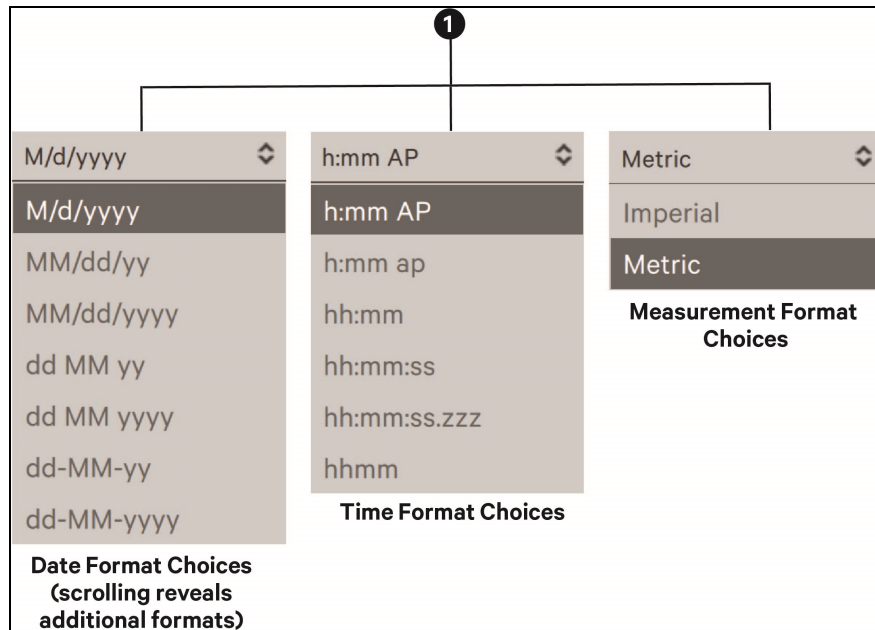 1
M/d/yyyy
M/d/yyyy
MM/dd/yy
MM/dd/yyyy
dd MM yy
dd MM yyyy
dd-MM-yy
dd-MM-yyyy
Date Format Choices
(scrolling reveals
additional formats)
h:mm AP
h:mm AP
h:mm ap
hh:mm
hh:mm:ss
hh:mm:ss.zzz
hhmm
Time Format Choices
Metric
Imperial
Metric
Measurement Format
Choices